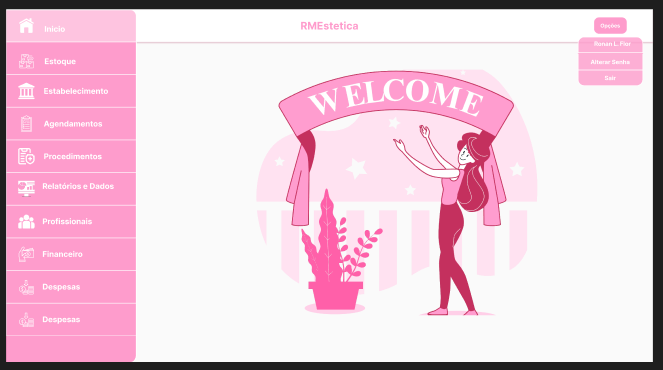 RMEstetica
Opções
Renan L. Flor
Alterar Senha
Sair
Início
Estoque
Estabelecimento
Agendamentos
Procedimentos
Relatórios e Dados
Profissionais
Financeiro
Despesas
Despesas
WELCOME